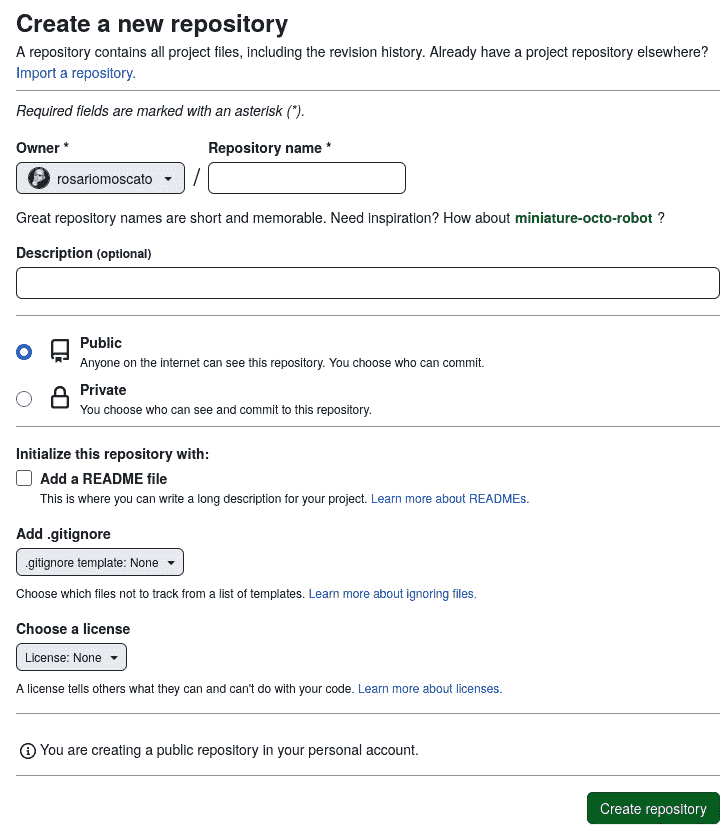 Create a new repository
A repository contains all project files, including the revision history. Already have a project repository elsewhere?
Import a repository.
Required fields are marked with an asterisk (*).
Owner * Repository name *
rosariomoscato /
Great repository names are short and memorable. Need inspiration? How about miniature-octo-robot ?
Description (optional)
Public
Anyone on the internet can see this repository. You choose who can commit.
Private
You choose who can see and commit to this repository.
Initialize this repository with:
Add a README file
This is where you can write a long description for your project. Learn more about READMEs.
Add .gitignore
.gitignore template: None
Choose which files not to track from a list of templates. Learn more about ignoring files.
Choose a license
License: None
A license tells others what they can and can't do with your code. Learn more about licenses.
You are creating a public repository in your personal account.
Create repository